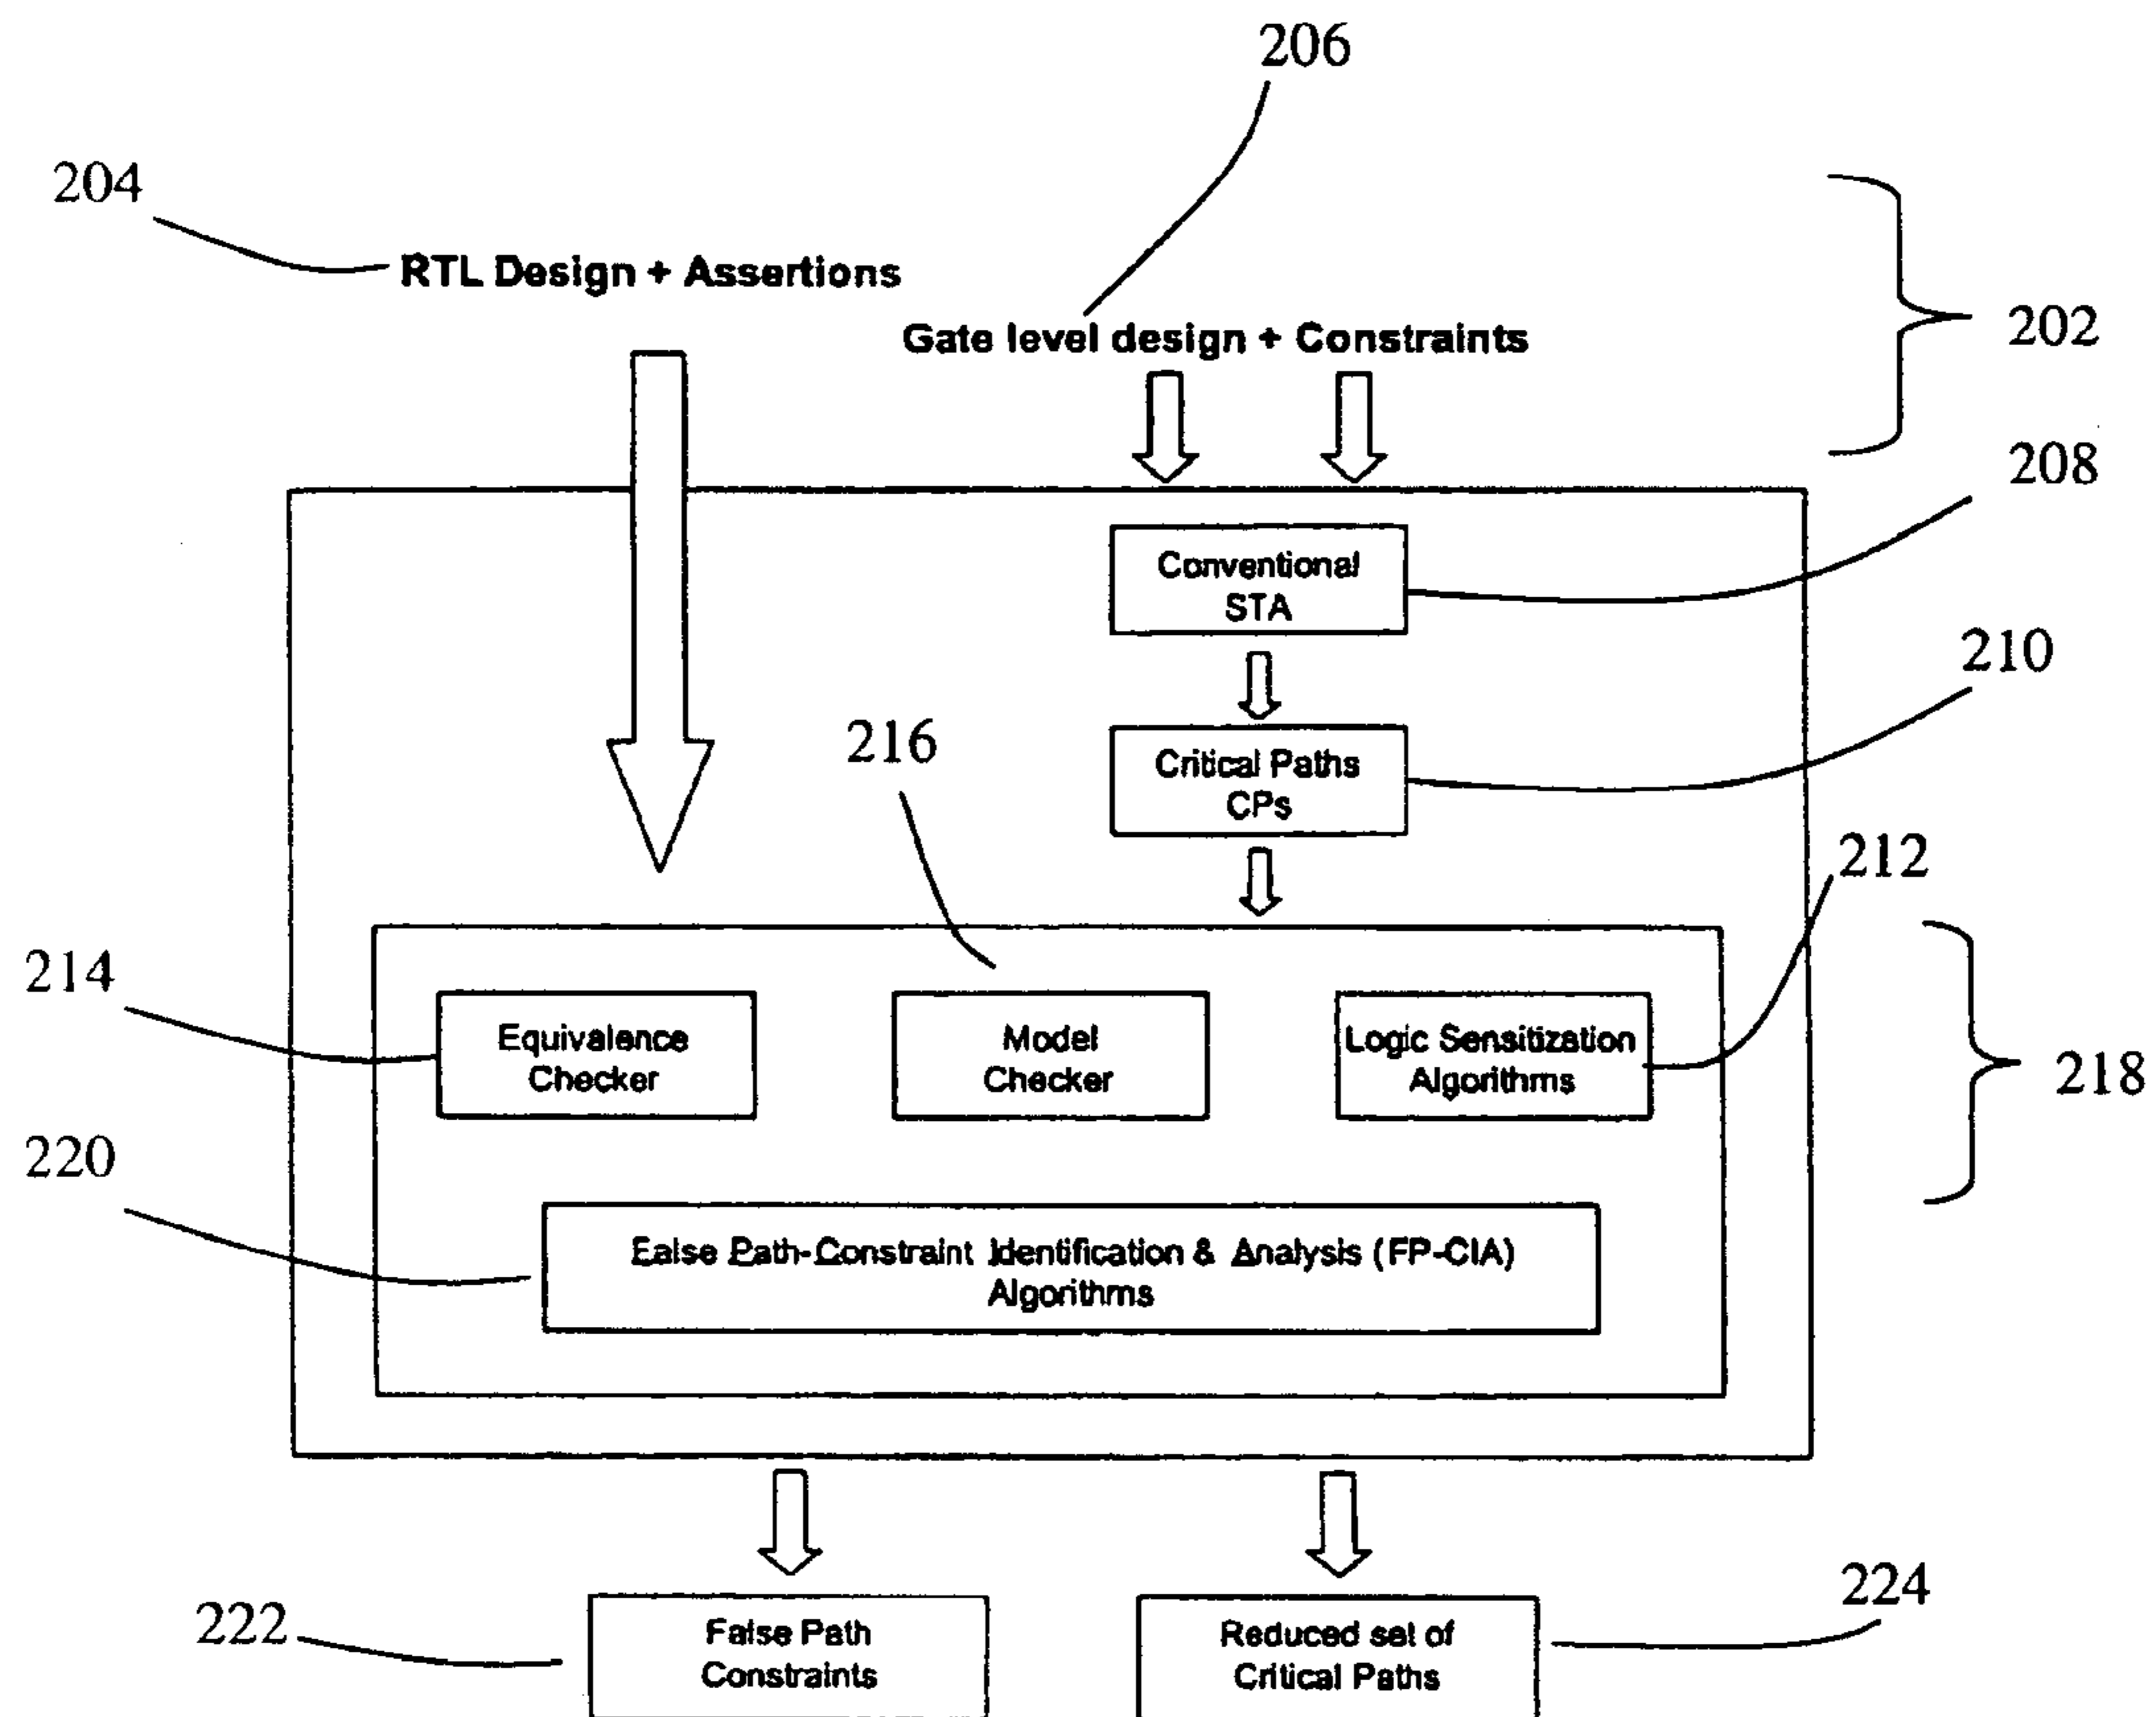 206
204
RTL Design + Assertions
Gate level design + Constraints
202
208
Conventional
STA
210
216
Critical Paths
CPs
212
214
Equivalence
Checker
Model
Checker
Logic Sensitization
Algorithms
218
220
False Path-Constraint Identification & Analysis (FP-CIA)
Algorithms
222
False Path
Constraints
Reduced set of
Critical Paths
224